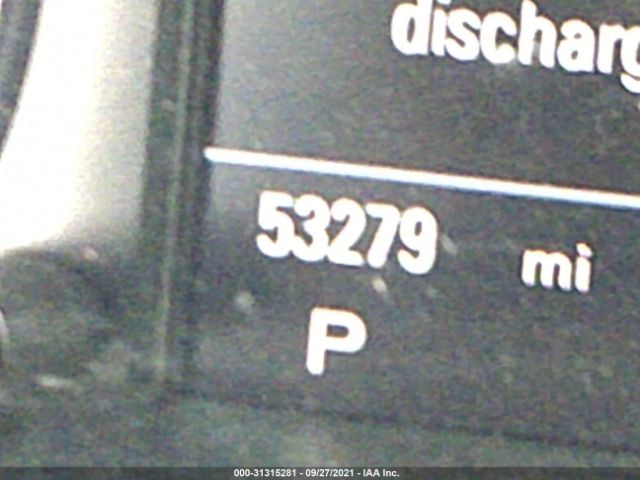 discharg
53279 mi
P
000-31315281 - 09/27/2021 - IAA Inc.